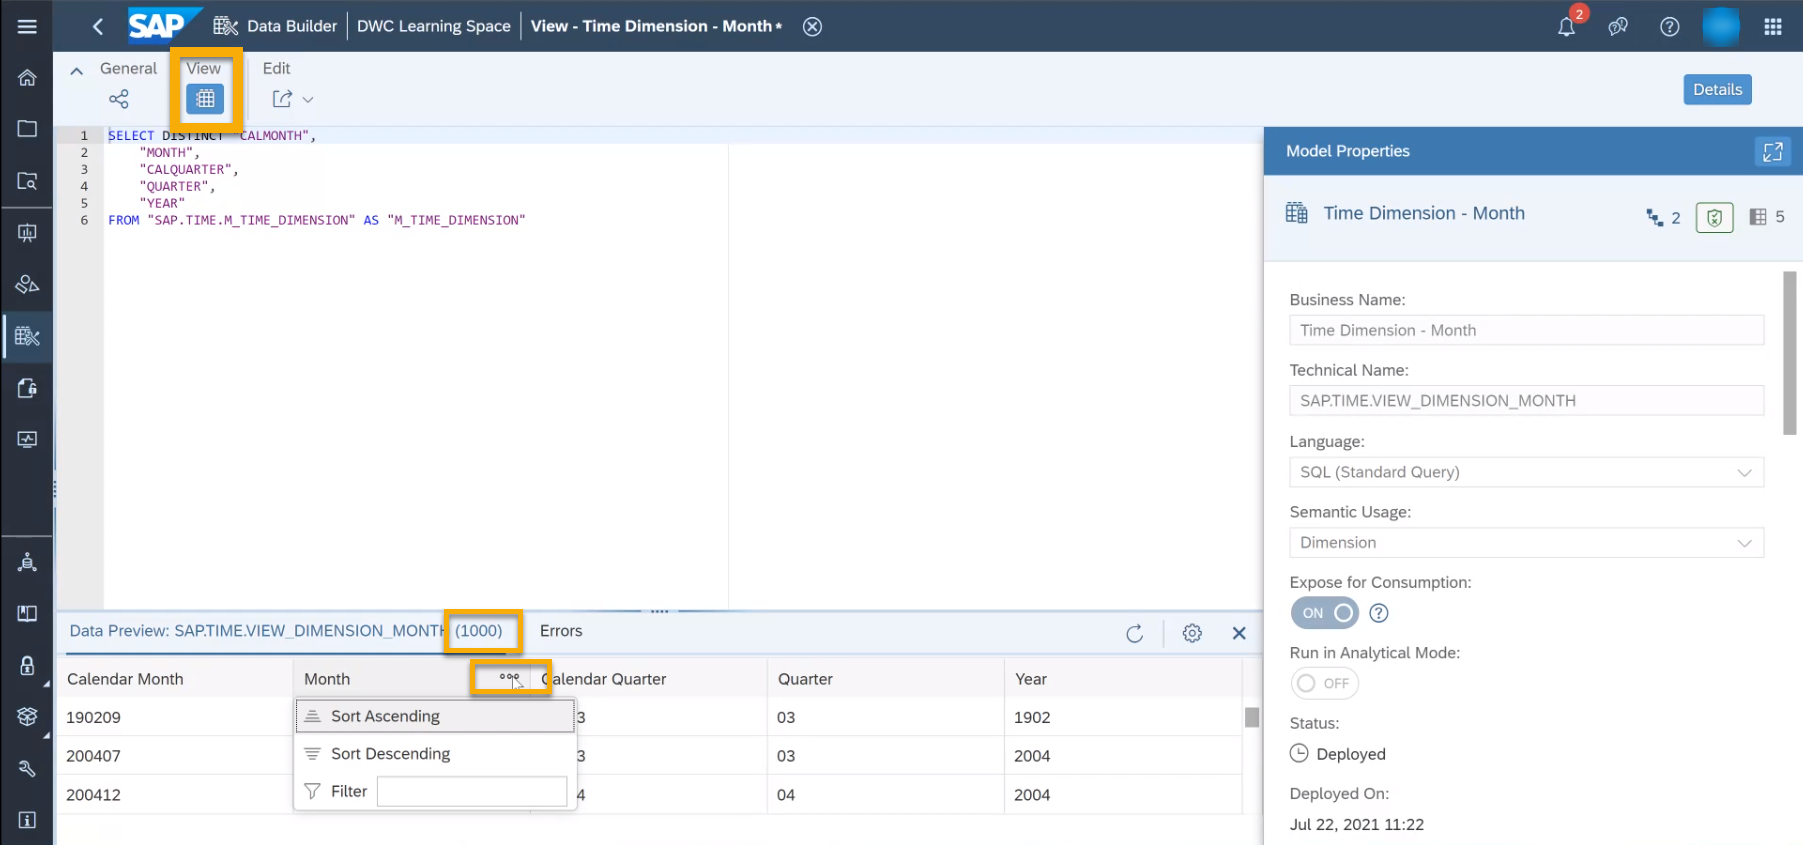 SAP
Data Builder
DWC Learning Space
View - Time Dimension - Month *
2
General
View
Edit
Details
1 SELECT DISTINCT "CALMONTH",
2 "MONTH",
3 "CALQUARTER",
4 "QUARTER",
5 "YEAR"
6 FROM "SAP.TIME.M_TIME_DIMENSION" AS "M_TIME_DIMENSION"
Model Properties
Time Dimension - Month
2
5
Business Name:
Time Dimension - Month
Technical Name:
SAP.TIME.VIEW_DIMENSION_MONTH
Language:
SQL (Standard Query)
Semantic Usage:
Dimension
Expose for Consumption:
ON
Run in Analytical Mode:
OFF
Status:
Deployed
Deployed On:
Jul 22, 2021 11:22
Data Preview: SAP.TIME.VIEW_DIMENSION_MONTH (1000)
Errors
Calendar Month Month Calendar Quarter Quarter Year
190209 3 03 1902
200407 3 03 2004
200412 4 04 2004
Sort Ascending
Sort Descending
Filter